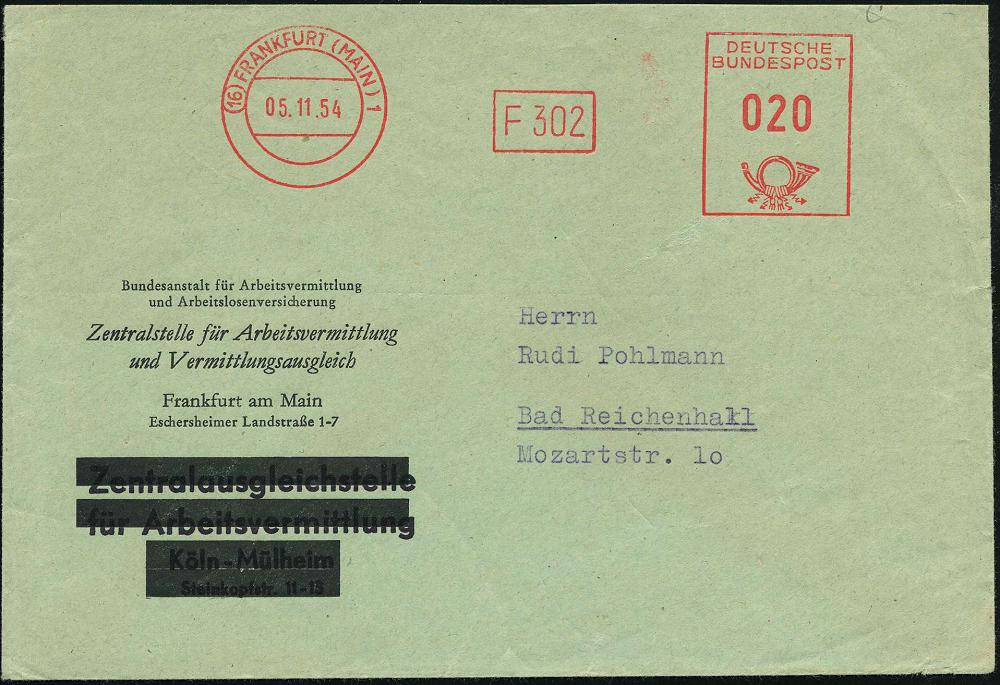 (16) FRANKFURT (MAIN) 1
05.11.54
F 302
DEUTSCHE
BUNDESPOST
020
Bundesanstalt für Arbeitsvermittlung
und Arbeitslosenversicherung
Zentralstelle für Arbeitsvermittlung
und Vermittlungsausgleich
Frankfurt am Main
Eschersheimer Landstraße 1-7
Zentralausgleichstelle
für Arbeitsvermittlung
Köln-Mülheim
Steinkopfstr. 11-13
Herrn
Rudi Pohlmann
Bad Reichenhall
Mozartstr. lo